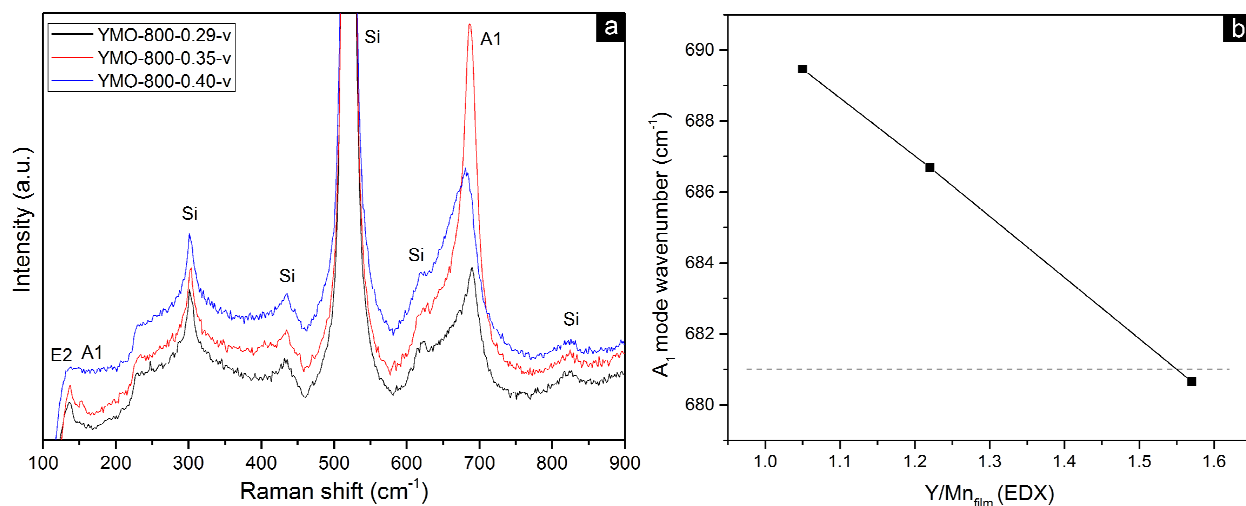 a
YMO-800-0.29-v
YMO-800-0.35-v
YMO-800-0.40-v
Si
A1
Si
Si
Si
Si
E2
A1
Intensity (a.u.)
100 200 300 400 500 600 700 800 900
Raman shift (cm⁻¹)
b
690
688
686
684
682
680
A₁ mode wavenumber (cm⁻¹)
1.0 1.1 1.2 1.3 1.4 1.5 1.6
Y/Mn_film (EDX)